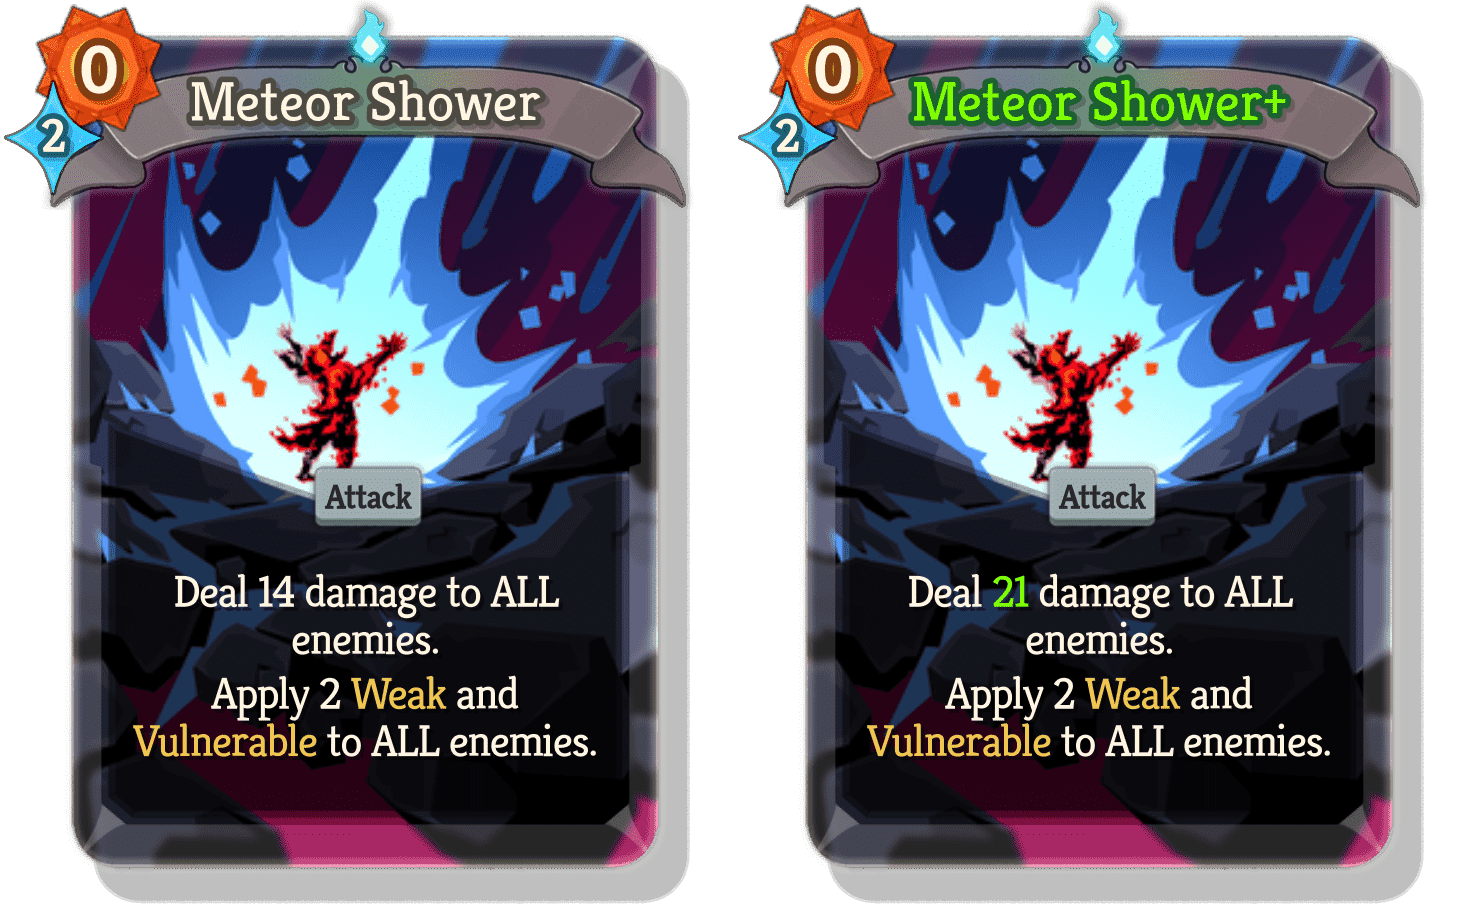 0
2
Meteor Shower
Attack
Deal 14 damage to ALL
enemies.
Apply 2 Weak and
Vulnerable to ALL enemies.
0
2
Meteor Shower+
Attack
Deal 21 damage to ALL
enemies.
Apply 2 Weak and
Vulnerable to ALL enemies.